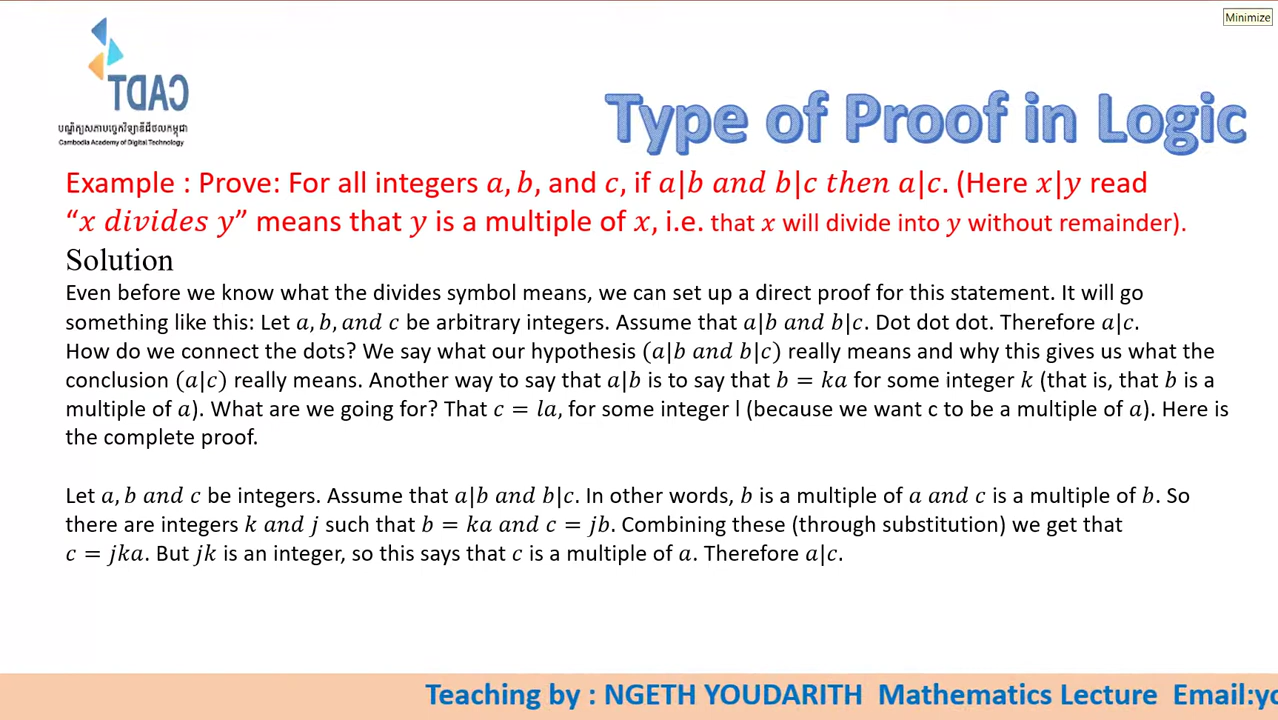 Minimize
CADT
បណ្ឌិត្យសភាបច្ចេកវិទ្យាឌីជីថលកម្ពុជា
Cambodia Academy of Digital Technology
Type of Proof in Logic
Example : Prove: For all integers a, b, and c, if a|b and b|c then a|c. (Here x|y read
“x divides y” means that y is a multiple of x, i.e. that x will divide into y without remainder).
Solution
Even before we know what the divides symbol means, we can set up a direct proof for this statement. It will go
something like this: Let a, b, and c be arbitrary integers. Assume that a|b and b|c. Dot dot dot. Therefore a|c.
How do we connect the dots? We say what our hypothesis (a|b and b|c) really means and why this gives us what the
conclusion (a|c) really means. Another way to say that a|b is to say that b = ka for some integer k (that is, that b is a
multiple of a). What are we going for? That c = la, for some integer l (because we want c to be a multiple of a). Here is
the complete proof.
Let a, b and c be integers. Assume that a|b and b|c. In other words, b is a multiple of a and c is a multiple of b. So
there are integers k and j such that b = ka and c = jb. Combining these (through substitution) we get that
c = jka. But jk is an integer, so this says that c is a multiple of a. Therefore a|c.
Teaching by : NGETH YOUDARITH Mathematics Lecture Email:yo